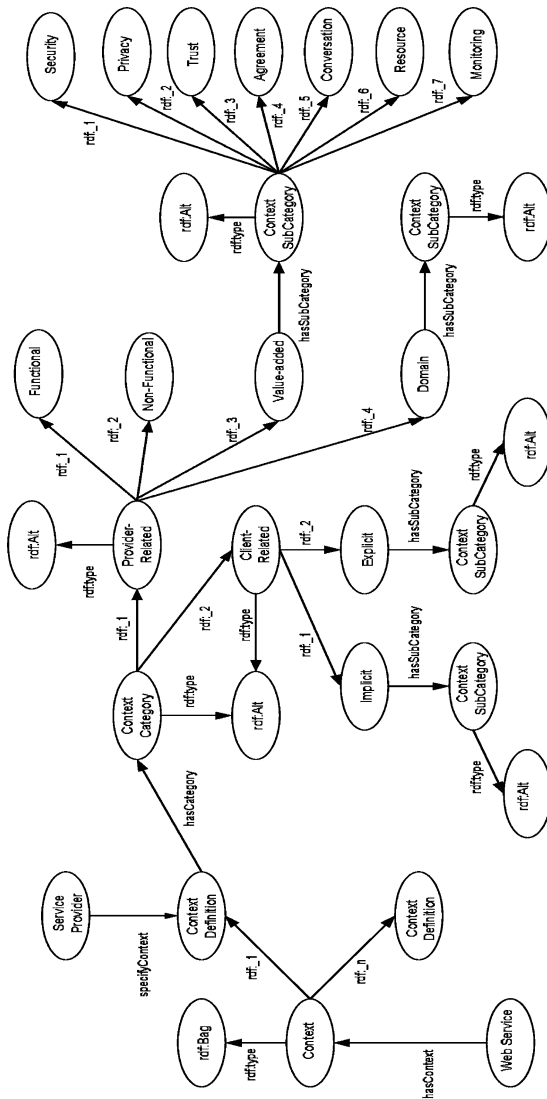 Security
Privacy
Trust
Agreement
Conversation
Resource
Monitoring
rdf:_1
rdf:_2
rdf:_3
rdf:_4
rdf:_5
rdf:_6
rdf:_7
rdf:Alt
rdf:type
Context
SubCategory
Context
SubCategory
rdf:type
rdf:Alt
hasSubCategory
hasSubCategory
Functional
Non-Functional
Value-added
Domain
rdf:_1
rdf:_2
rdf:_3
rdf:_4
rdf:Alt
rdf:type
Provider-
Related
Client-
Related
rdf:_2
Explicit
hasSubCategory
Context
SubCategory
rdf:type
rdf:Alt
rdf:_1
rdf:_2
rdf:type
rdf:_1
Implicit
hasSubCategory
Context
SubCategory
rdf:type
rdf:Alt
Context
Category
rdf:type
rdf:Alt
hasCategory
Service
Provider
specifyContext
Context
Definition
Context
Definition
rdf:_1
rdf:_n
rdf:Bag
rdf:type
Context
hasContext
Web Service